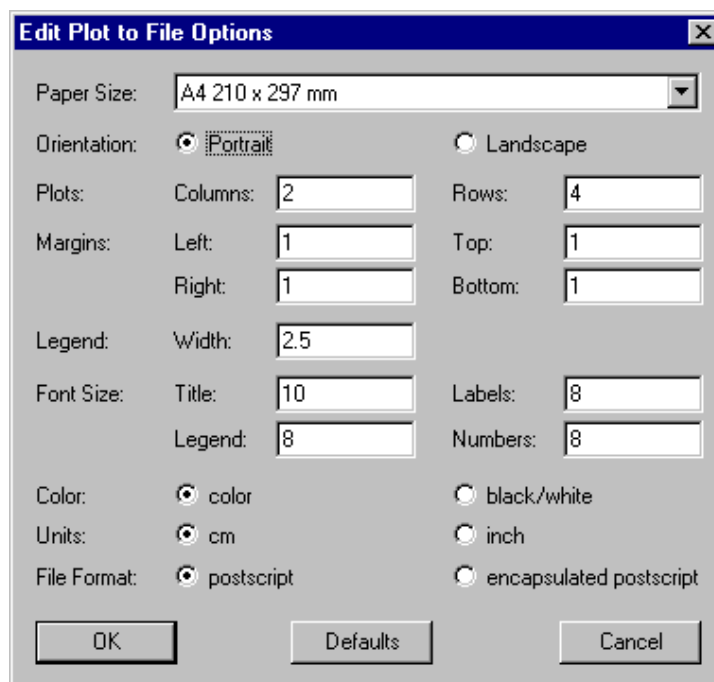 Edit Plot to File Options
Paper Size: A4 210 x 297 mm
Orientation: Portrait Landscape
Plots: Columns: 2 Rows: 4
Margins: Left: 1 Top: 1
Right: 1 Bottom: 1
Legend: Width: 2.5
Font Size: Title: 10 Labels: 8
Legend: 8 Numbers: 8
Color: color black/white
Units: cm inch
File Format: postscript encapsulated postscript
OK Defaults Cancel